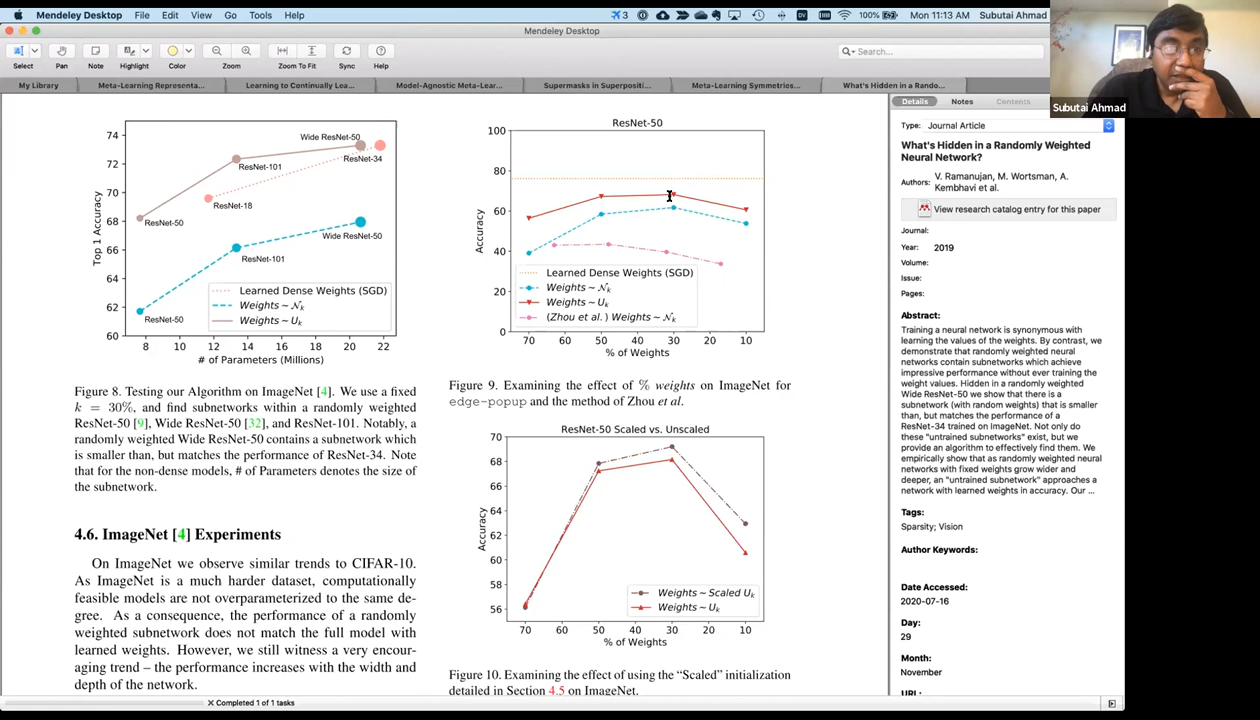 Mendeley Desktop File Edit View Go Tools Help
3 100% Mon 11:13 AM Subutai Ahmad
Mendeley Desktop
Select Pan Note Highlight Color Zoom Zoom To Fit Sync Help
Search...
My Library Meta-Learning Representa... Learning to Continually Lea... Model-Agnostic Meta-Lear... Supermasks in Superpositi... Meta-Learning Symmetries... What's Hidden in a Rando...
Subutai Ahmad
74
72
70
68
66
64
62
60
Top 1 Accuracy
Wide ResNet-50
ResNet-34
ResNet-101
ResNet-18
ResNet-50
Wide ResNet-50
ResNet-101
ResNet-50
Learned Dense Weights (SGD)
Weights ~ 𝒩k
Weights ~ Uk
8 10 12 14 16 18 20 22
# of Parameters (Millions)
Figure 8. Testing our Algorithm on ImageNet [4]. We use a fixed
k = 30%, and find subnetworks within a randomly weighted
ResNet-50 [9], Wide ResNet-50 [32], and ResNet-101. Notably, a
randomly weighted Wide ResNet-50 contains a subnetwork which
is smaller than, but matches the performance of ResNet-34. Note
that for the non-dense models, # of Parameters denotes the size of
the subnetwork.
4.6. ImageNet [4] Experiments
On ImageNet we observe similar trends to CIFAR-10.
As ImageNet is a much harder dataset, computationally
feasible models are not overparameterized to the same de-
gree. As a consequence, the performance of a randomly
weighted subnetwork does not match the full model with
learned weights. However, we still witness a very encour-
aging trend – the performance increases with the width and
depth of the network.
ResNet-50
100
80
60
40
20
0
Accuracy
Learned Dense Weights (SGD)
Weights ~ 𝒩k
Weights ~ Uk
(Zhou et al.) Weights ~ 𝒩k
70 60 50 40 30 20 10
% of Weights
Figure 9. Examining the effect of % weights on ImageNet for
edge-popup and the method of Zhou et al.
ResNet-50 Scaled vs. Unscaled
70
68
66
64
62
60
58
56
Accuracy
Weights ~ Scaled Uk
Weights ~ Uk
70 60 50 40 30 20 10
% of Weights
Figure 10. Examining the effect of using the “Scaled” initialization
detailed in Section 4.5 on ImageNet.
Details Notes Contents
Type: Journal Article
What's Hidden in a Randomly Weighted
Neural Network?
Authors: V. Ramanujan, M. Wortsman, A.
Kembhavi et al.
View research catalog entry for this paper
Journal:
Year: 2019
Volume:
Issue:
Pages:
Abstract:
Training a neural network is synonymous with
learning the values of the weights. By contrast, we
demonstrate that randomly weighted neural
networks contain subnetworks which achieve
impressive performance without ever training the
weight values. Hidden in a randomly weighted
Wide ResNet-50 we show that there is a
subnetwork (with random weights) that is smaller
than, but matches the performance of a
ResNet-34 trained on ImageNet. Not only do
these "untrained subnetworks" exist, but we
provide an algorithm to effectively find them. We
empirically show that as randomly weighted neural
networks with fixed weights grow wider and
deeper, an "untrained subnetwork" approaches a
network with learned weights in accuracy. Our ...
Tags:
Sparsity; Vision
Author Keywords:
Date Accessed:
2020-07-16
Day:
29
Month:
November
URL:
Completed 1 of 1 tasks